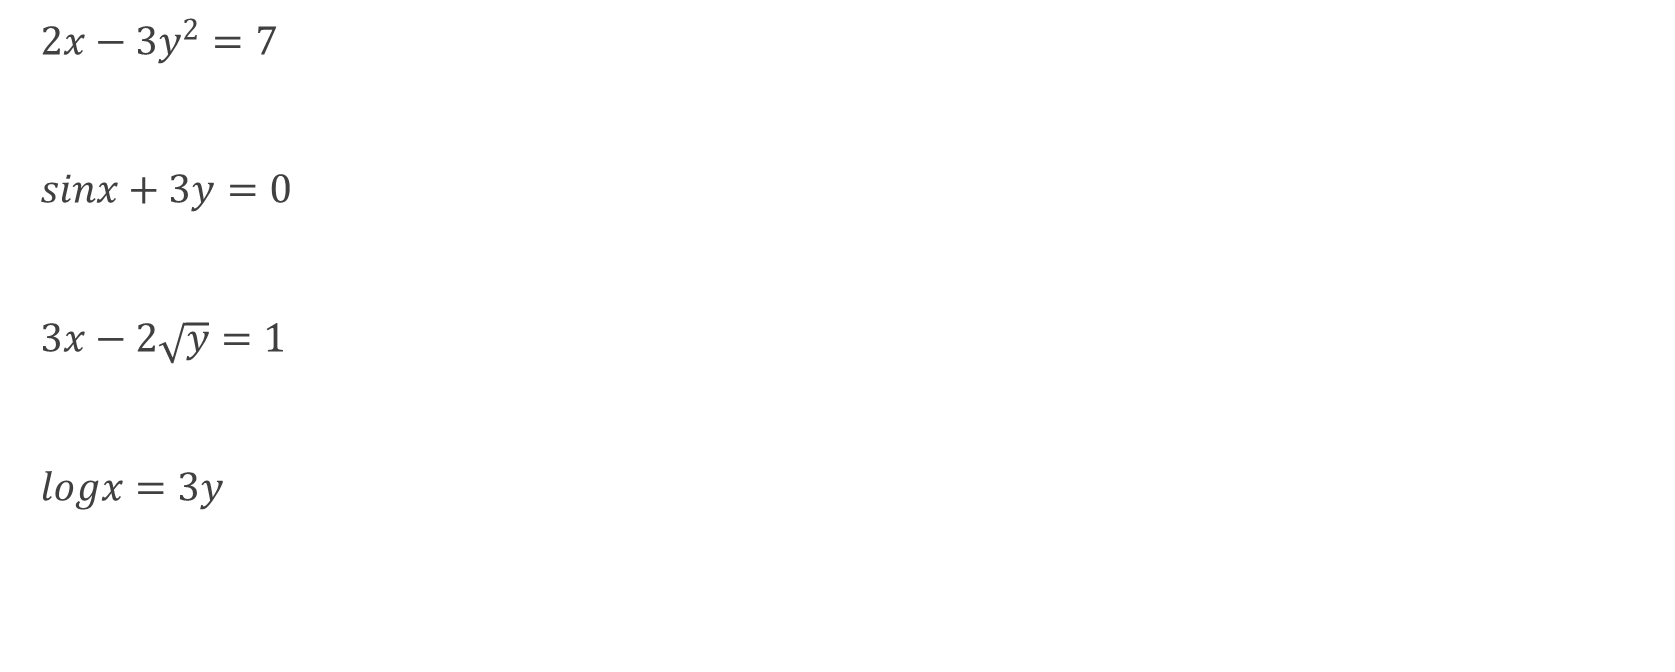 2x − 3y² = 7
sinx + 3y = 0
3x − 2√y = 1
logx = 3y